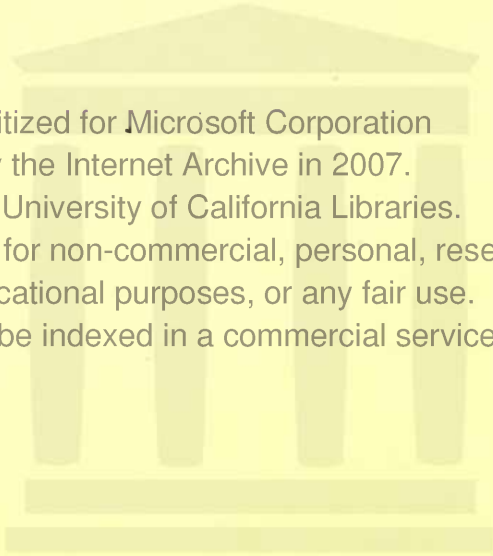 itized for Microsoft Corporation
the Internet Archive in 2007.
University of California Libraries.
for non-commercial, personal, rese
cational purposes, or any fair use.
be indexed in a commercial service